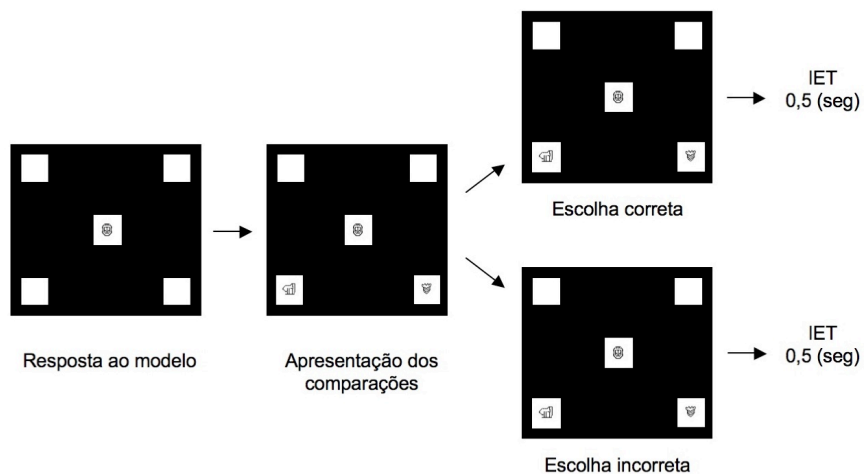 IET
0,5 (seg)
Escolha correta
Resposta ao modelo
Apresentação dos
comparações
IET
0,5 (seg)
Escolha incorreta